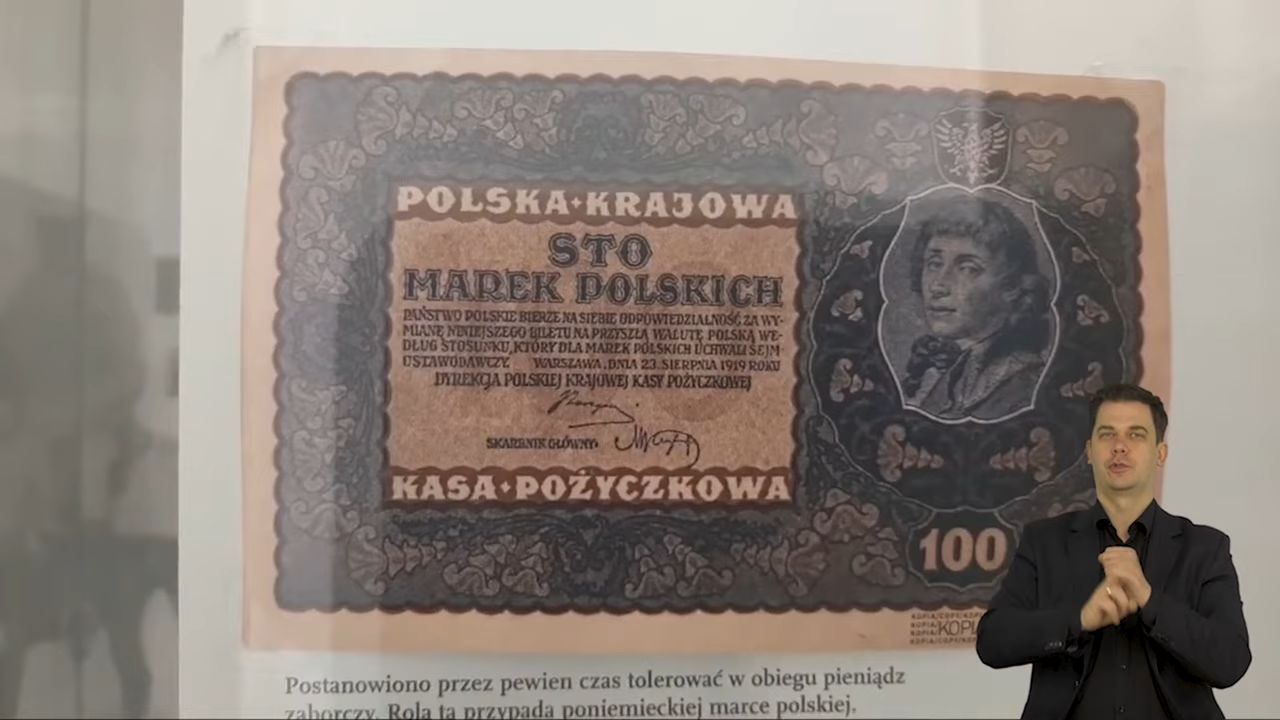 POLSKA✦KRAJOWA
STO
MAREK POLSKICH
PAŃSTWO POLSKIE BIERZE NA SIEBIE ODPOWIEDZIALNOŚĆ ZA WY-
MIANĘ NINIEJSZEGO BILETU NA PRZYSZŁĄ WALUTĘ POLSKĄ WE-
DŁUG STOSUNKU, KTÓRY DLA MAREK POLSKICH UCHWALI SEJM
USTAWODAWCZY. WARSZAWA, DNIA 23. SIERPNIA 1919 ROKU
DYREKCJA POLSKIEJ KRAJOWEJ KASY POŻYCZKOWEJ
SKARBNIK GŁÓWNY:
KASA✦POŻYCZKOWA
100
KOPIA
Postanowiono przez pewien czas tolerować w obiegu pieniądz
zaborczy. Rola ta przypada poniemieckiej marce polskiej.